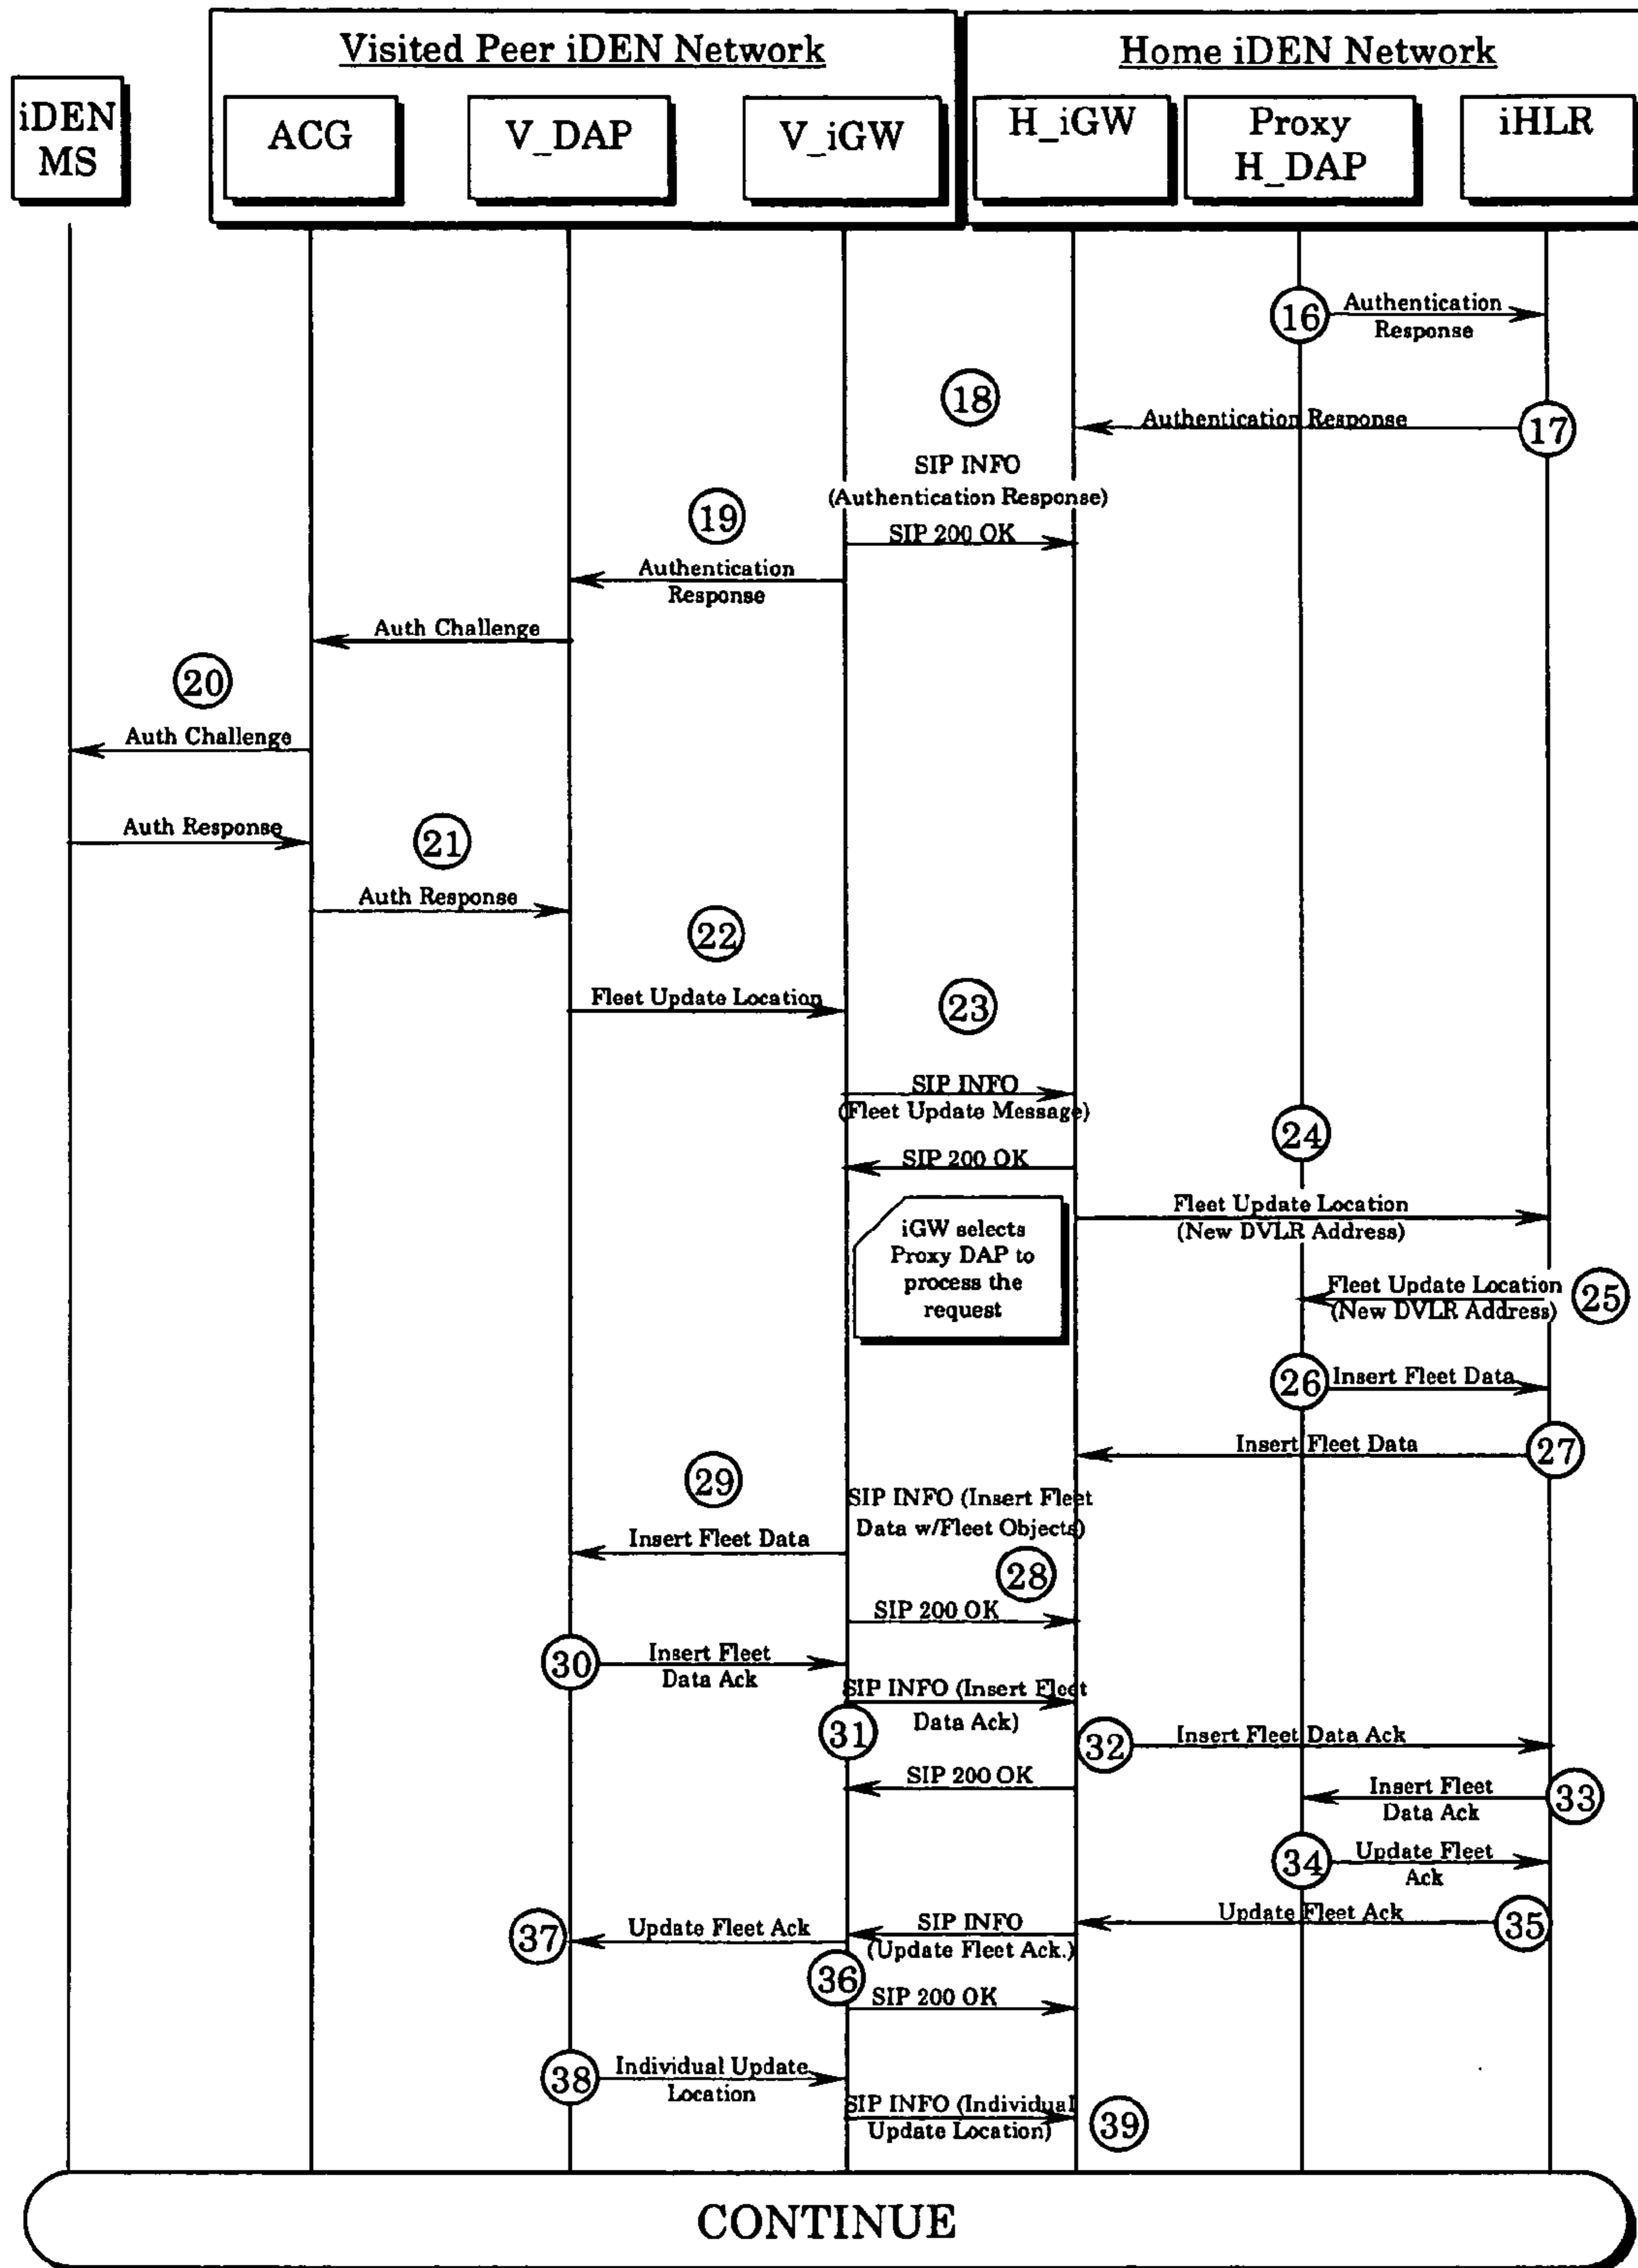 Visited Peer iDEN Network
Home iDEN Network
iDEN
MS
ACG
V_DAP
V_iGW
H_iGW
Proxy
H_DAP
iHLR
16
Authentication
Response
18
Authentication Response
17
SIP INFO
(Authentication Response)
19
SIP 200 OK
Authentication
Response
Auth Challenge
20
Auth Challenge
Auth Response
21
Auth Response
22
Fleet Update Location
23
SIP INFO
(Fleet Update Message)
24
SIP 200 OK
Fleet Update Location
(New DVLR Address)
iGW selects
Proxy DAP to
process the
request
Fleet Update Location
(New DVLR Address)
25
26
Insert Fleet Data
Insert Fleet Data
27
29
SIP INFO (Insert Fleet
Data w/Fleet Objects)
Insert Fleet Data
28
SIP 200 OK
30
Insert Fleet
Data Ack
SIP INFO (Insert Fleet
Data Ack)
31
32
Insert Fleet Data Ack
SIP 200 OK
Insert Fleet
Data Ack
33
34
Update Fleet
Ack
Update Fleet Ack
35
37
Update Fleet Ack
SIP INFO
(Update Fleet Ack.)
36
SIP 200 OK
38
Individual Update
Location
SIP INFO (Individual
Update Location)
39
CONTINUE